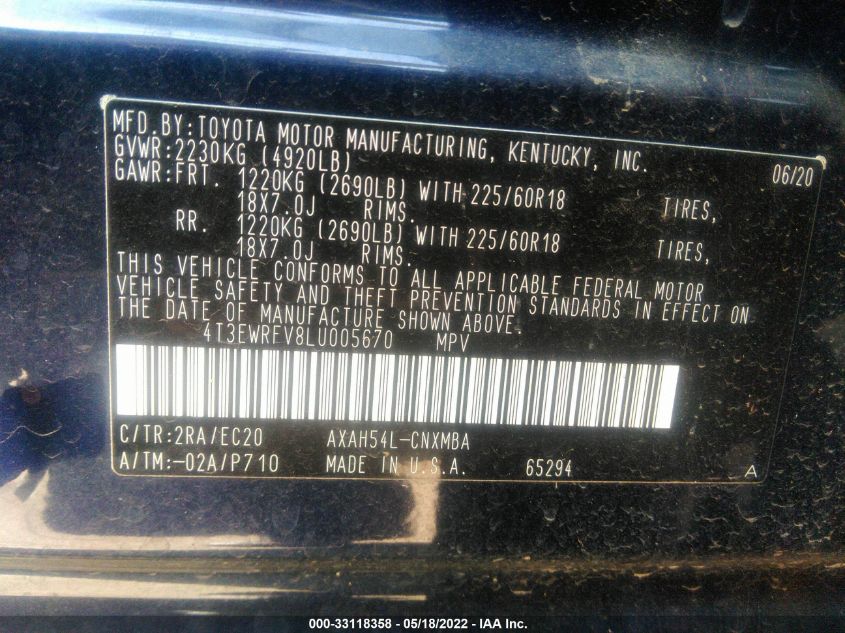 MFD.BY:TOYOTA MOTOR MANUFACTURING, KENTUCKY, INC.
GVWR:2230KG (4920LB) 06/20
GAWR:FRT. 1220KG (2690LB) WITH 225/60R18 TIRES,
18X7.0J RIMS.
RR. 1220KG (2690LB) WITH 225/60R18 TIRES,
18X7.0J RIMS.
THIS VEHICLE CONFORMS TO ALL APPLICABLE FEDERAL MOTOR
VEHICLE SAFETY AND THEFT PREVENTION STANDARDS IN EFFECT ON
THE DATE OF MANUFACTURE SHOWN ABOVE.
4T3EWRFV8LU005670 MPV
C/TR:2RA/EC20 AXAH54L-CNXMBA
A/TM:-02A/P710 MADE IN U.S.A. 65294 A
000-33118358 - 05/18/2022 - IAA Inc.